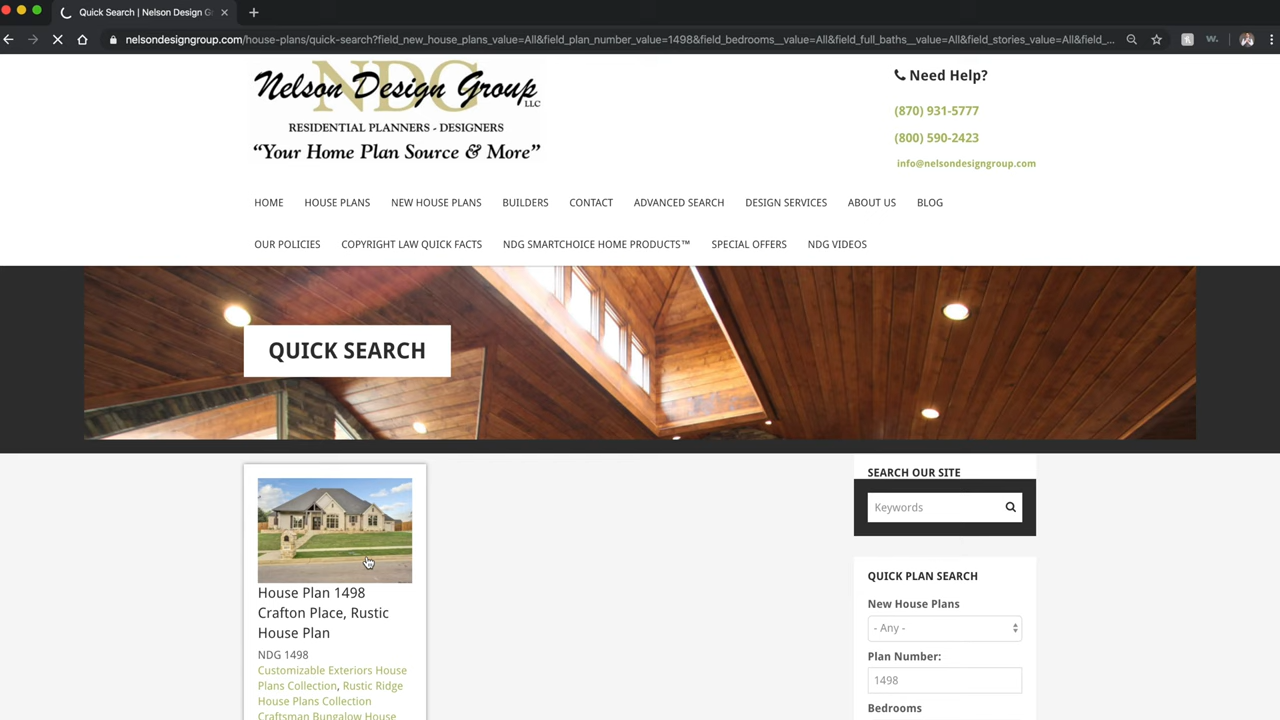 Quick Search | Nelson Design G
nelsondesigngroup.com/house-plans/quick-search?field_new_house_plans_value=All&field_plan_number_value=1498&field_bedrooms__value=All&field_full_baths__value=All&field_stories_value=All&field_...
NDG
Nelson Design Group
LLC
RESIDENTIAL PLANNERS - DESIGNERS
“Your Home Plan Source & More”
Need Help?
(870) 931-5777
(800) 590-2423
info@nelsondesigngroup.com
HOME HOUSE PLANS NEW HOUSE PLANS BUILDERS CONTACT ADVANCED SEARCH DESIGN SERVICES ABOUT US BLOG
OUR POLICIES COPYRIGHT LAW QUICK FACTS NDG SMARTCHOICE HOME PRODUCTS™ SPECIAL OFFERS NDG VIDEOS
QUICK SEARCH
House Plan 1498
Crafton Place, Rustic
House Plan
NDG 1498
Customizable Exteriors House
Plans Collection, Rustic Ridge
House Plans Collection
Craftsman Bungalow House
SEARCH OUR SITE
Keywords
QUICK PLAN SEARCH
New House Plans
- Any -
Plan Number:
1498
Bedrooms